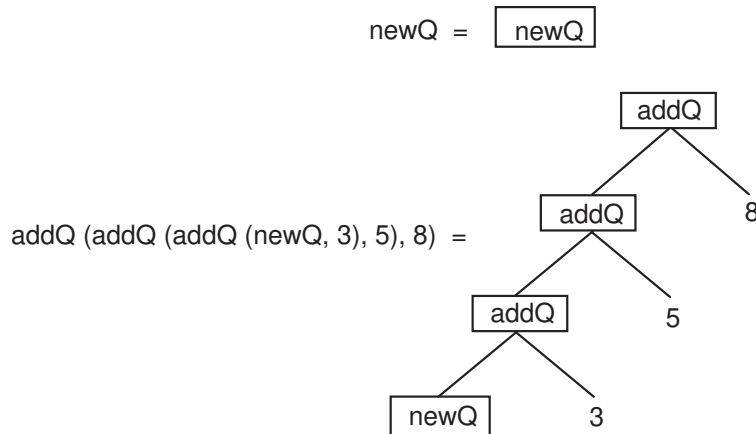 newQ = newQ
addQ
addQ (addQ (addQ (newQ, 3), 5), 8) = addQ 8
addQ 5
newQ 3